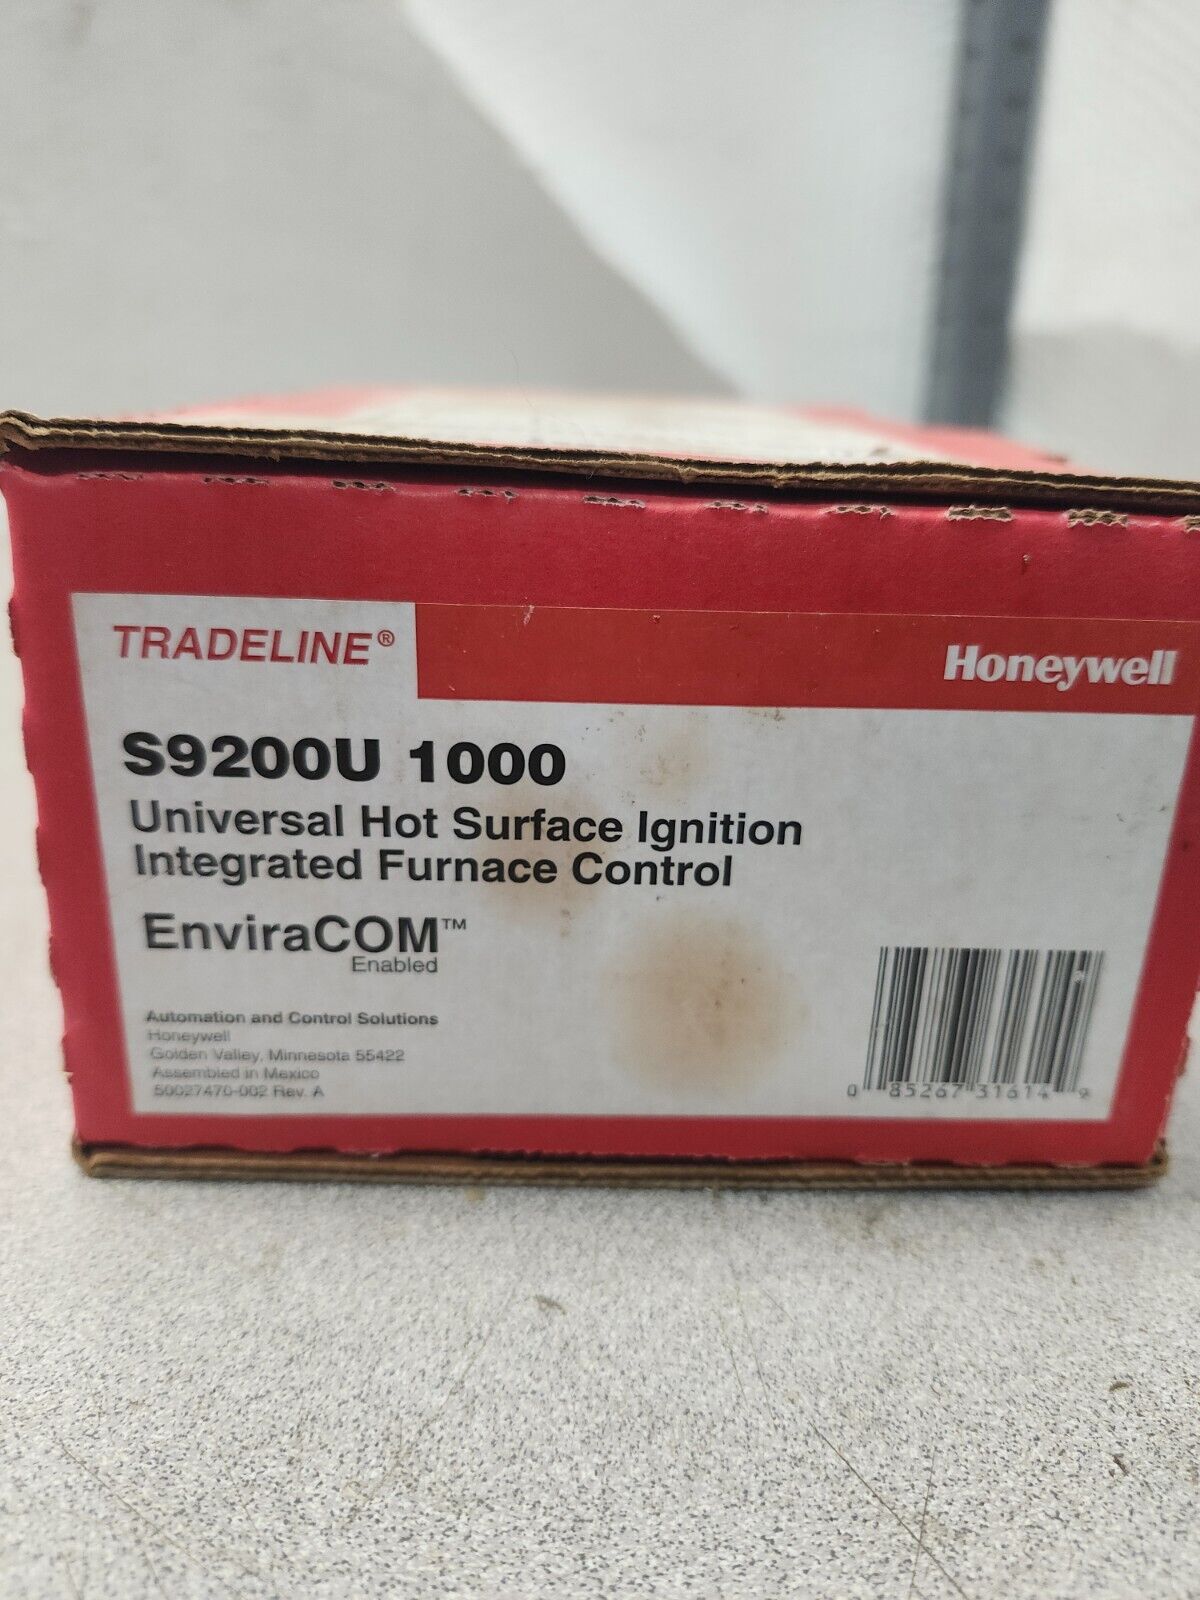 TRADELINE®
Honeywell
S9200U 1000
Universal Hot Surface Ignition
Integrated Furnace Control
EnviraCOM™
Enabled
Automation and Control Solutions
Honeywell
Golden Valley, Minnesota 55422
Assembled in Mexico
50027470-002 Rev. A
0 85267 31614 9